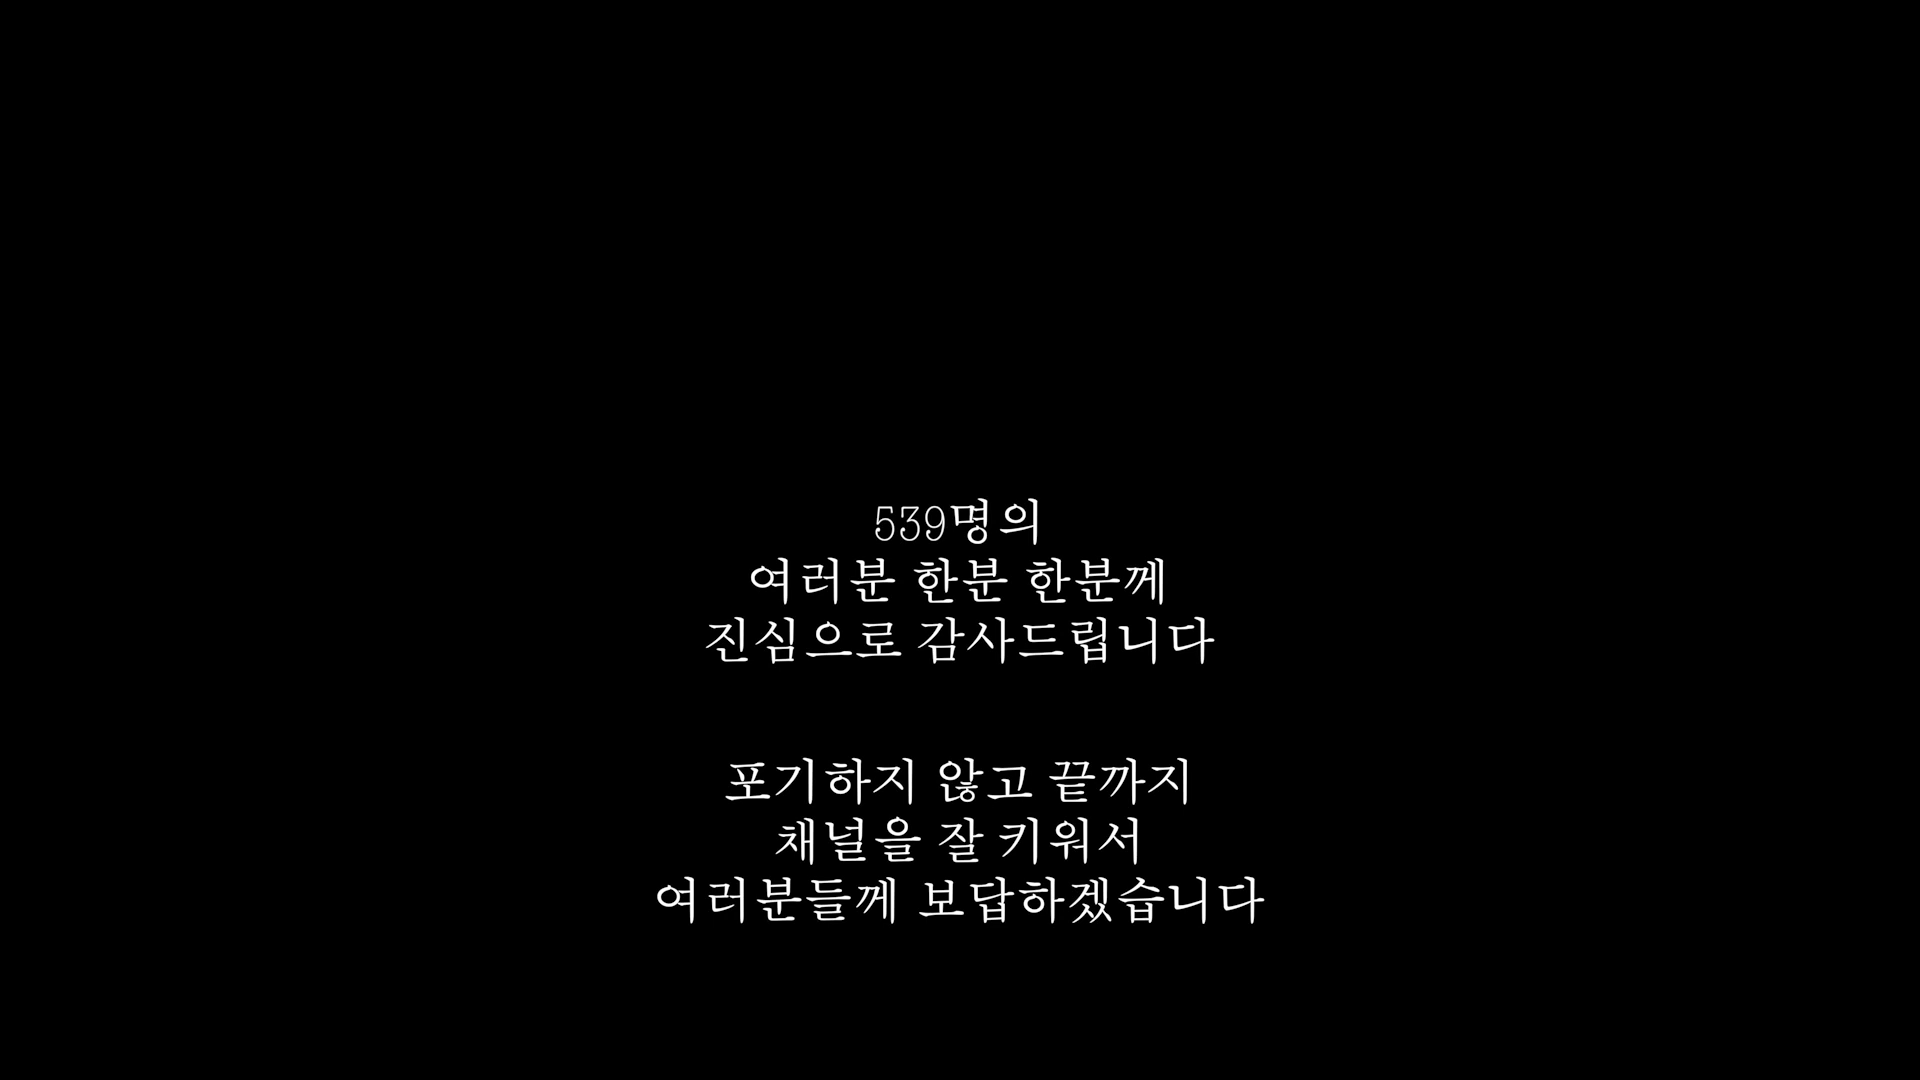 539명의
여러분 한분 한분께
진심으로 감사드립니다
포기하지 않고 끝까지
채널을 잘 키워서
여러분들께 보답하겠습니다